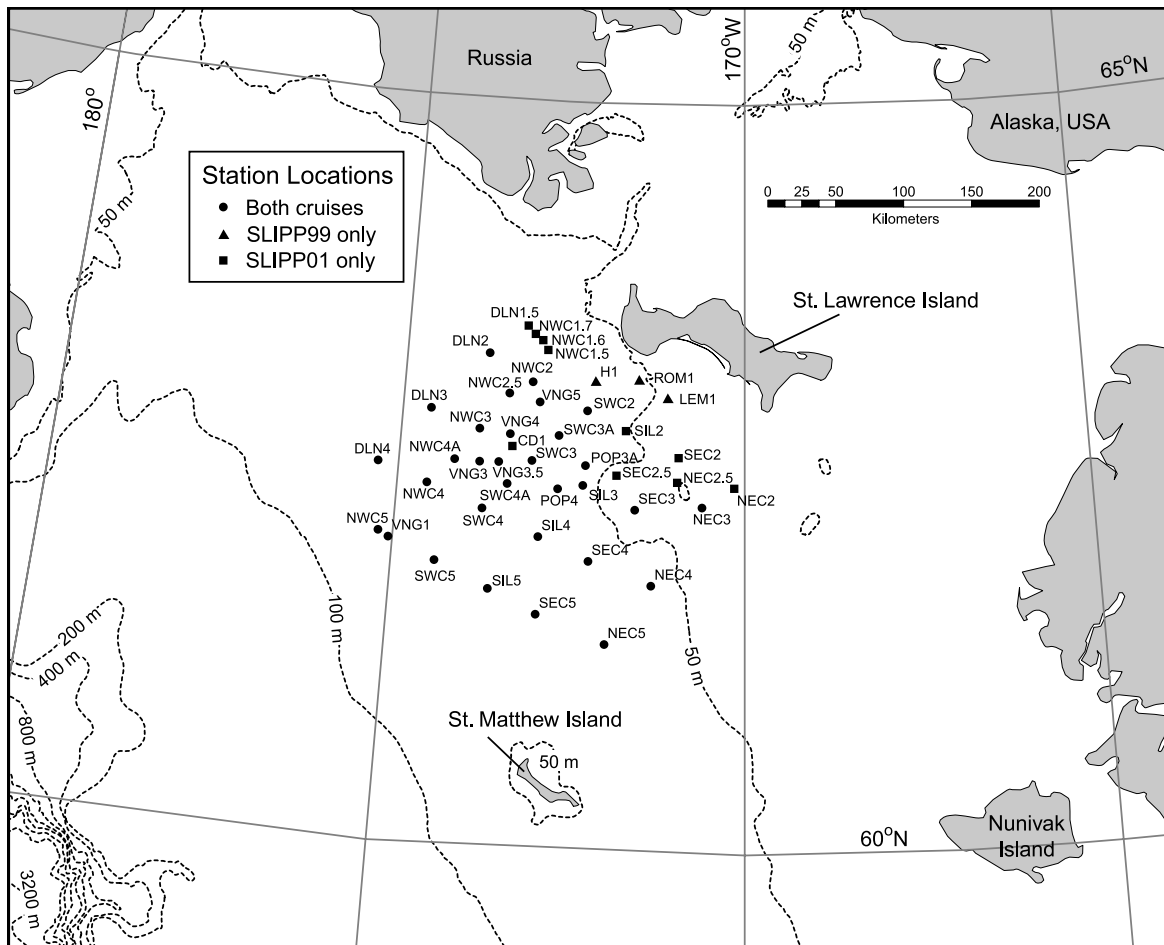 Russia
170°W
50 m
65°N
180°
Alaska, USA
Station Locations
Both cruises
SLIPP99 only
SLIPP01 only
0 25 50 100 150 200
Kilometers
50 m
St. Lawrence Island
DLN1.5
NWC1.7
NWC1.6
NWC1.5
DLN2
NWC2
H1
ROM1
NWC2.5
VNG5
LEM1
DLN3
SWC2
NWC3
VNG4
SWC3A
SIL2
CD1
DLN4
NWC4A
SWC3
POP3A
SEC2
VNG3
VNG3.5
SEC2.5
NEC2.5
NWC4
SWC4A
POP4
SIL3
SEC3
NEC2
SWC4
NEC3
NWC5
VNG1
SIL4
SEC4
SWC5
SIL5
NEC4
SEC5
NEC5
200 m
400 m
100 m
50 m
800 m
St. Matthew Island
50 m
60°N
Nunivak
Island
3200 m